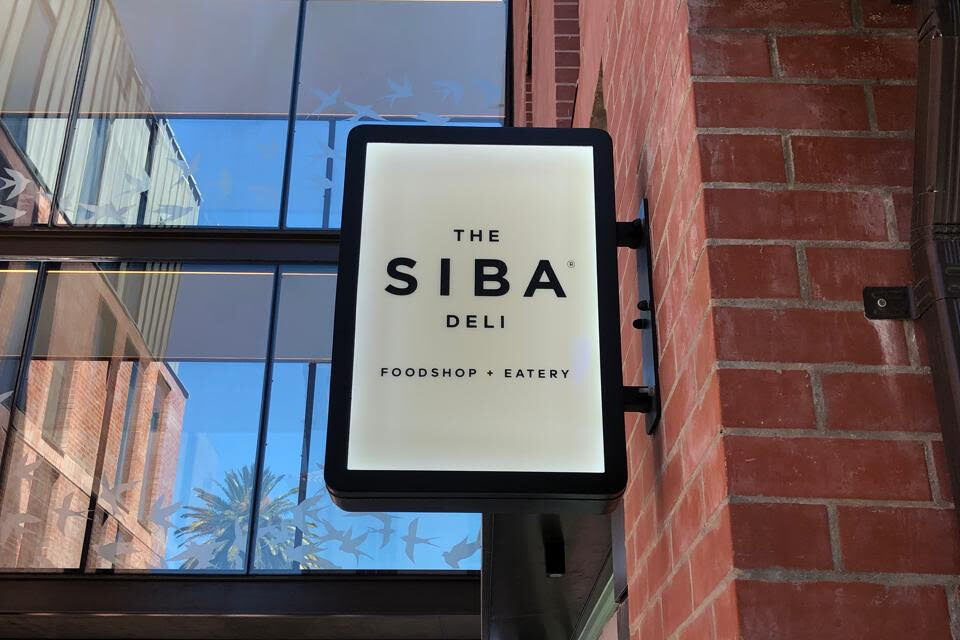 THE
SIBA®
DELI
FOODSHOP + EATERY